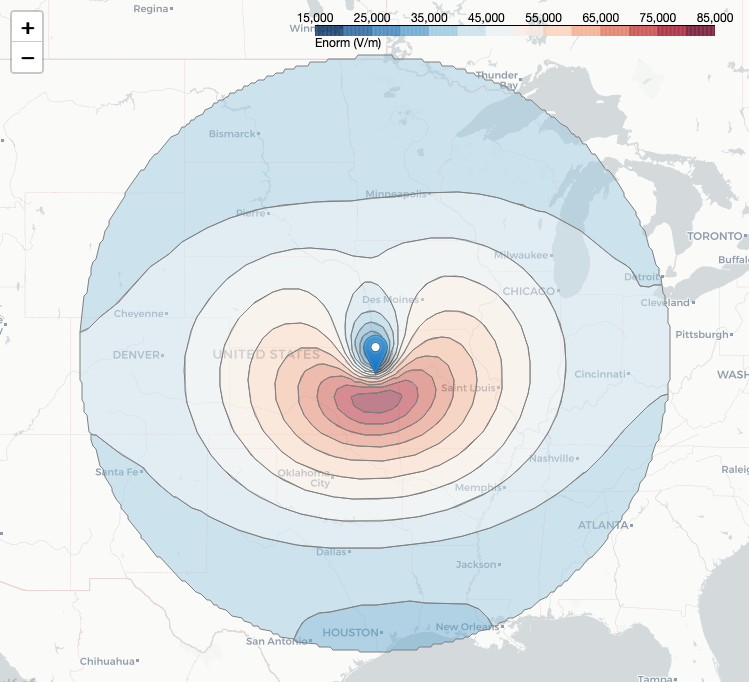 +
−
15,000 25,000 35,000 45,000 55,000 65,000 75,000 85,000
Enorm (V/m)
Regina
Winn
Thunder
Bay
Bismarck
Minneapolis
Pierre
TORONTO
Milwaukee
Buffal
Detroit
CHICAGO
Des Moines
Cleveland
Cheyenne
Pittsburgh
DENVER
UNITED STATES
Cincinnati
WASH
Saint Louis
Nashville
Santa Fe
Raleig
Oklahoma
City
Memphis
ATLANTA
Dallas
Jackson
New Orleans
HOUSTON
San Antonio
Chihuahua
Tampa